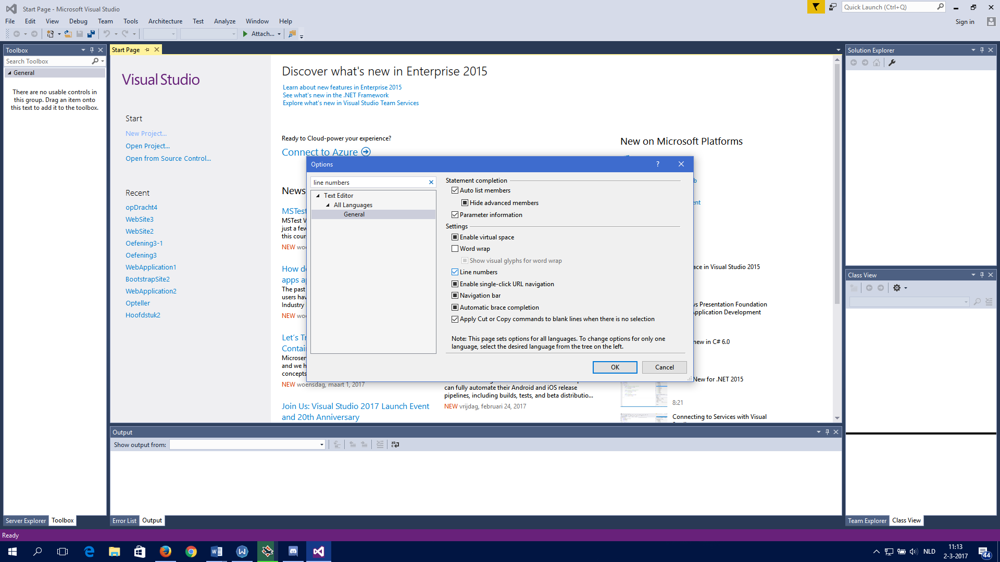 Start Page - Microsoft Visual Studio
Quick Launch (Ctrl+Q)
File Edit View Debug Team Tools Architecture Test Analyze Window Help
Sign in
Attach...
Toolbox
Search Toolbox
General
There are no usable controls in
this group. Drag an item onto
this text to add it to the toolbox.
Server Explorer Toolbox
Start Page
Visual Studio
Start
New Project...
Open Project...
Open from Source Control...
Recent
opDracht4
WebSite3
WebSite2
Oefening3-1
Oefening3
WebApplication1
BootstrapSite2
WebApplication2
Opteller
Hoofdstuk2
Discover what's new in Enterprise 2015
Learn about new features in Enterprise 2015
See what's new in the .NET Framework
Explore what's new in Visual Studio Team Services
Ready to Cloud-power your experience?
Connect to Azure
News
MSTest
MSTest V
just a few
this cour
NEW woe
How do
apps ap
The past
users hav
Industry
NEW woe
Let's Tr
Contain
Microser
and we h
concepts
NEW woensdag, maart 1, 2017
Join Us: Visual Studio 2017 Launch Event
and 20th Anniversary
can fully automate their Android and iOS release
pipelines, including builds, tests, and beta distributio...
NEW vrijdag, februari 24, 2017
New on Microsoft Platforms
b
ent
ace in Visual Studio 2015
vs Presentation Foundation
Application Development
new in C# 6.0
New for .NET 2015
8:21
Connecting to Services with Visual
Options
?
line numbers
Text Editor
All Languages
General
Statement completion
Auto list members
Hide advanced members
Parameter information
Settings
Enable virtual space
Word wrap
Show visual glyphs for word wrap
Line numbers
Enable single-click URL navigation
Navigation bar
Automatic brace completion
Apply Cut or Copy commands to blank lines when there is no selection
Note: This page sets options for all languages. To change options for only one
language, select the desired language from the tree on the left.
OK Cancel
Output
Show output from:
Error List Output
Solution Explorer
Class View
Team Explorer Class View
Ready
NLD
11:13
2-3-2017
44